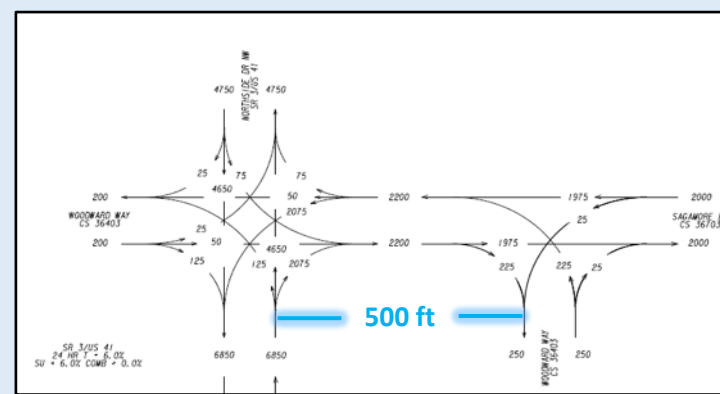 NORTHSIDE DR NW
SR 3/US 41
4750
4750
25
75
75
4650
200
50
2200
1975
2000
2075
25
WOODWARD WAY
CS 36403
SAGAMORE
CS 36703
25
200
50
4650
2200
1975
2000
125
125
2075
225
225
25
500 ft
SR 3/US 41
24 HR T = 6.0%
SU = 6.0% COMB = 0.0%
6850
6850
250
250
WOODWARD WAY
CS 36403